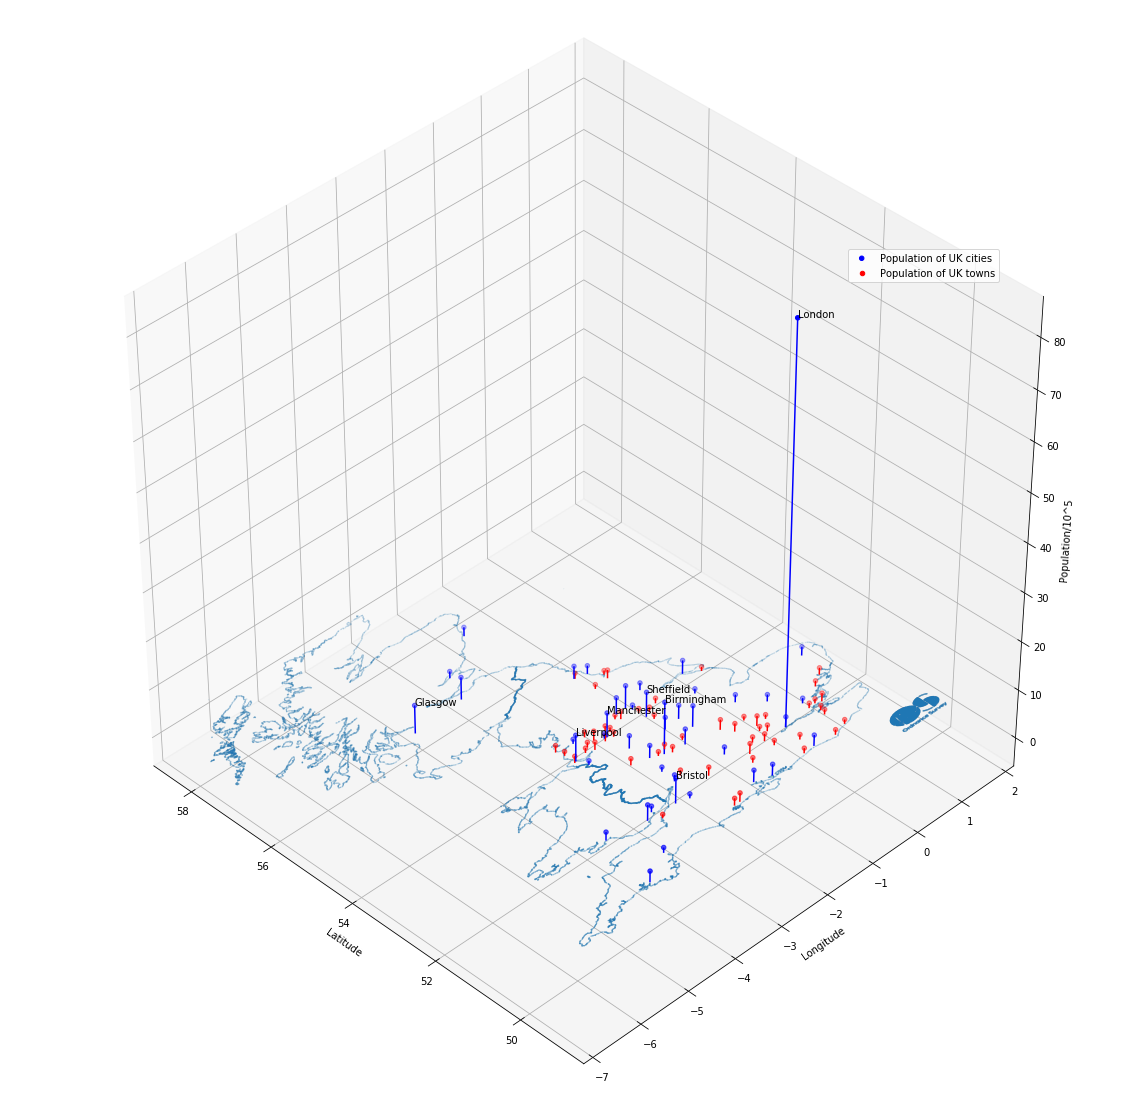 Population of UK cities
Population of UK towns
London
80
70
60
50
40
30
20
10
0
Population/10^5
Sheffield
Birmingham
Glasgow
Manchester
Liverpool
Bristol
58
56
54
52
50
Latitude
2
1
0
−1
−2
−3
−4
−5
−6
−7
Longitude